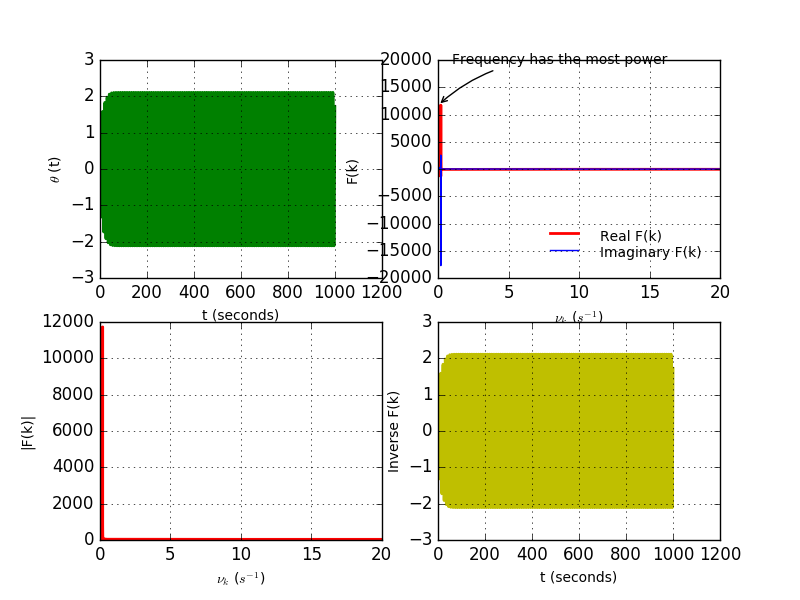 3
2
1
0
−1
−2
−3
θ (t)
0 200 400 600 800 1000 1200
t (seconds)
Frequency has the most power
20000
15000
10000
5000
0
−5000
−10000
−15000
−20000
F(k)
Real F(k)
Imaginary F(k)
0 5 10 15 20
ν_k (s⁻¹)
12000
10000
8000
6000
4000
2000
0
|F(k)|
0 5 10 15 20
ν_k (s⁻¹)
3
2
1
0
−1
−2
−3
Inverse F(k)
0 200 400 600 800 1000 1200
t (seconds)